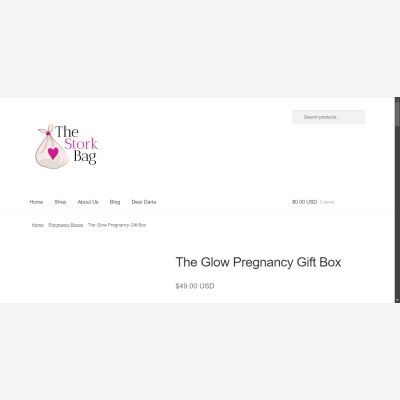 Search products...
The
Stork
Bag
Home Shop About Us Blog Dear Daria
$0.00 USD 0 items
Home Pregnancy Boxes The Glow Pregnancy Gift Box
The Glow Pregnancy Gift Box
$49.00 USD